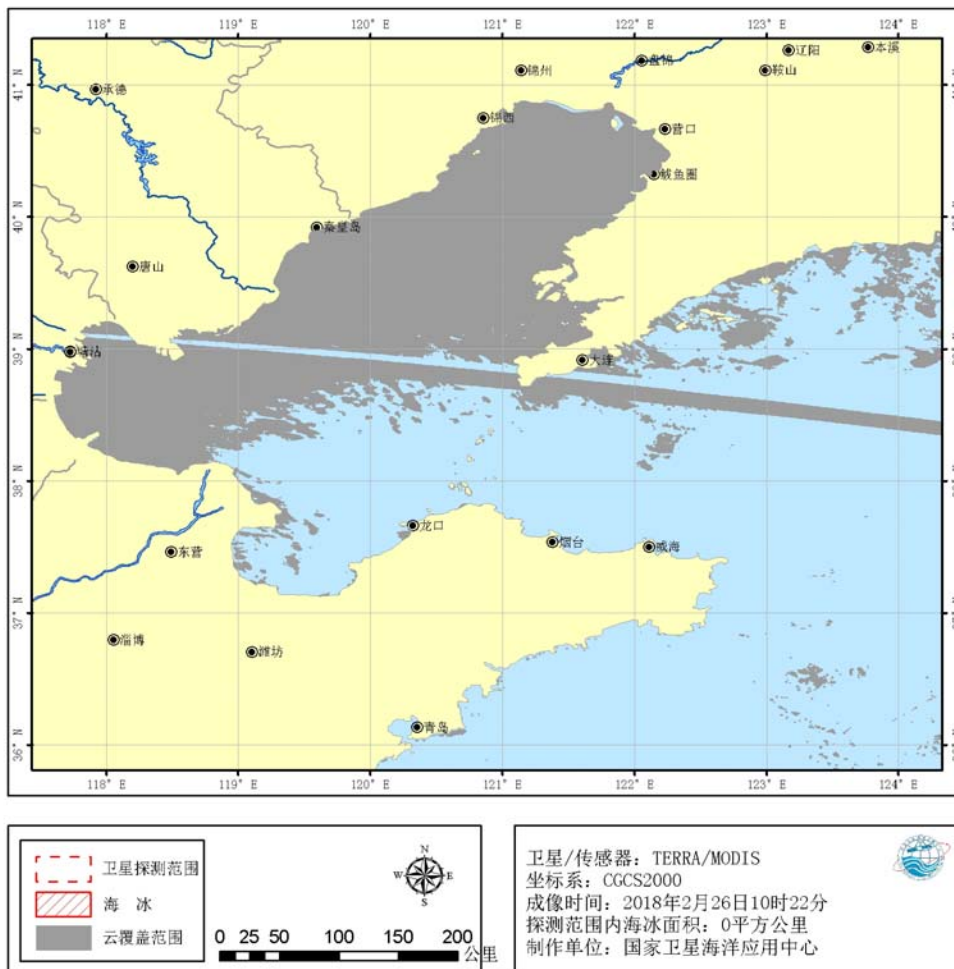 118° E 119° E 120° E 121° E 122° E 123° E 124° E
41° N
40° N
39° N
38° N
37° N
36° N
承德
锦州
盘锦
辽阳
本溪
鞍山
锦西
营口
鲅鱼圈
秦皇岛
唐山
塘沽
大连
龙口
烟台
威海
东营
淄博
潍坊
青岛
118° E 119° E 120° E 121° E 122° E 123° E 124° E
卫星探测范围
海 冰
云覆盖范围
N
W E
S
0 25 50 100 150 200
公里
卫星/传感器: TERRA/MODIS
坐标系: CGCS2000
成像时间: 2018年2月26日10时22分
探测范围内海冰面积: 0平方公里
制作单位: 国家卫星海洋应用中心